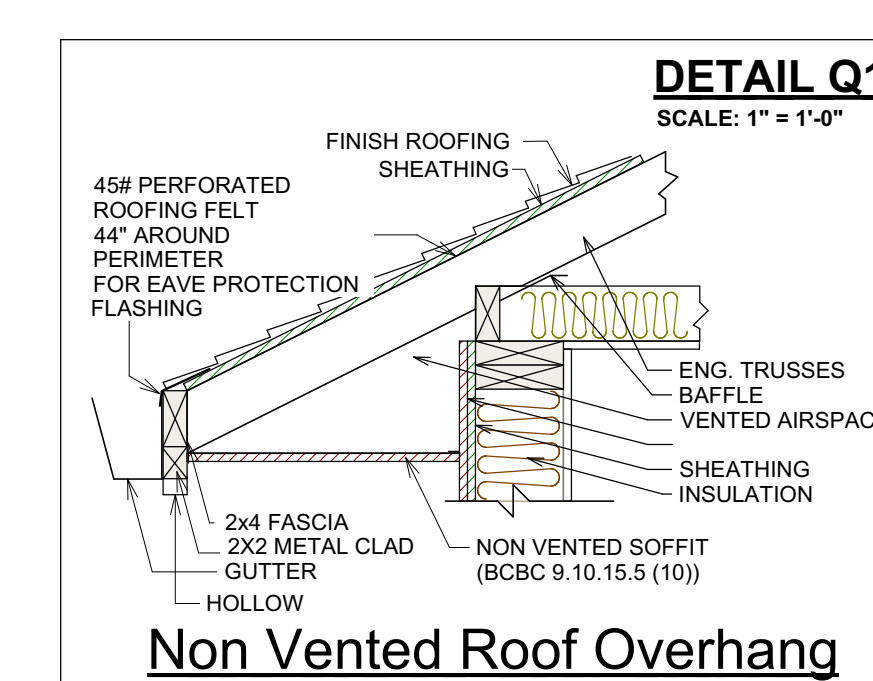 DETAIL Q1
SCALE: 1" = 1'-0"
FINISH ROOFING
SHEATHING
45# PERFORATED
ROOFING FELT
44" AROUND
PERIMETER
FOR EAVE PROTECTION
FLASHING
ENG. TRUSSES
BAFFLE
VENTED AIRSPAC
SHEATHING
INSULATION
2x4 FASCIA
2X2 METAL CLAD
GUTTER
HOLLOW
NON VENTED SOFFIT
(BCBC 9.10.15.5 (10))
Non Vented Roof Overhang